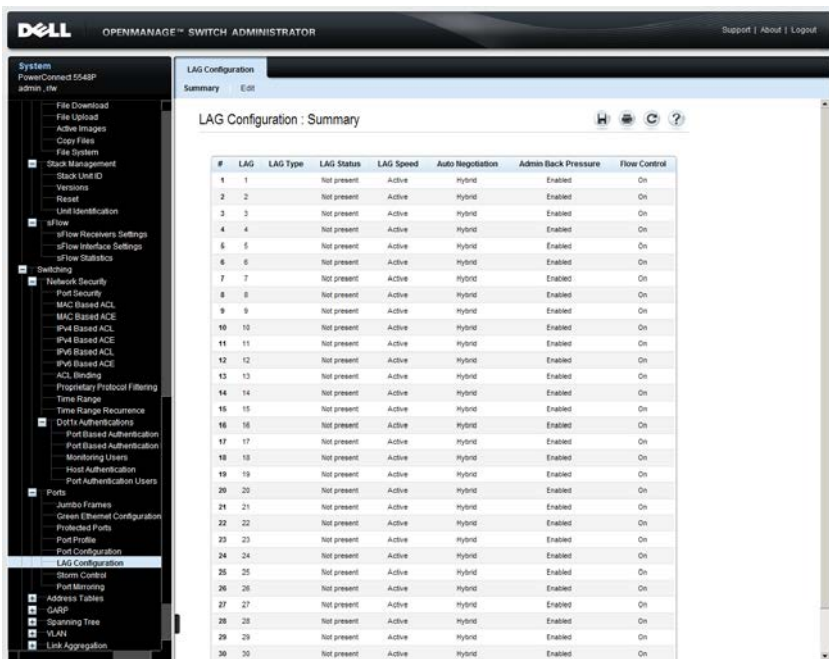 DELL OPENMANAGE™ SWITCH ADMINISTRATOR
Support | About | Logout
System
PowerConnect 5548P
admin , r/w
File Download
File Upload
Active Images
Copy Files
File System
Stack Management
Stack Unit ID
Versions
Reset
Unit Identification
sFlow
sFlow Receivers Settings
sFlow Interface Settings
sFlow Statistics
Switching
Network Security
Port Security
MAC Based ACL
MAC Based ACE
IPv4 Based ACL
IPv4 Based ACE
IPv6 Based ACL
IPv6 Based ACE
ACL Binding
Proprietary Protocol Filtering
Time Range
Time Range Recurrence
Dot1x Authentications
Port Based Authentication
Port Based Authentication
Monitoring Users
Host Authentication
Port Authentication Users
Ports
Jumbo Frames
Green Ethernet Configuration
Protected Ports
Port Profile
Port Configuration
LAG Configuration
Storm Control
Port Mirroring
Address Tables
GARP
Spanning Tree
VLAN
Link Aggregation
LAG Configuration
Summary Edit
LAG Configuration : Summary
# LAG LAG Type LAG Status LAG Speed Auto Negotiation Admin Back Pressure Flow Control
1 1 Not present Active Hybrid Enabled On
2 2 Not present Active Hybrid Enabled On
3 3 Not present Active Hybrid Enabled On
4 4 Not present Active Hybrid Enabled On
5 5 Not present Active Hybrid Enabled On
6 6 Not present Active Hybrid Enabled On
7 7 Not present Active Hybrid Enabled On
8 8 Not present Active Hybrid Enabled On
9 9 Not present Active Hybrid Enabled On
10 10 Not present Active Hybrid Enabled On
11 11 Not present Active Hybrid Enabled On
12 12 Not present Active Hybrid Enabled On
13 13 Not present Active Hybrid Enabled On
14 14 Not present Active Hybrid Enabled On
15 15 Not present Active Hybrid Enabled On
16 16 Not present Active Hybrid Enabled On
17 17 Not present Active Hybrid Enabled On
18 18 Not present Active Hybrid Enabled On
19 19 Not present Active Hybrid Enabled On
20 20 Not present Active Hybrid Enabled On
21 21 Not present Active Hybrid Enabled On
22 22 Not present Active Hybrid Enabled On
23 23 Not present Active Hybrid Enabled On
24 24 Not present Active Hybrid Enabled On
25 25 Not present Active Hybrid Enabled On
26 26 Not present Active Hybrid Enabled On
27 27 Not present Active Hybrid Enabled On
28 28 Not present Active Hybrid Enabled On
29 29 Not present Active Hybrid Enabled On
30 30 Not present Active Hybrid Enabled On